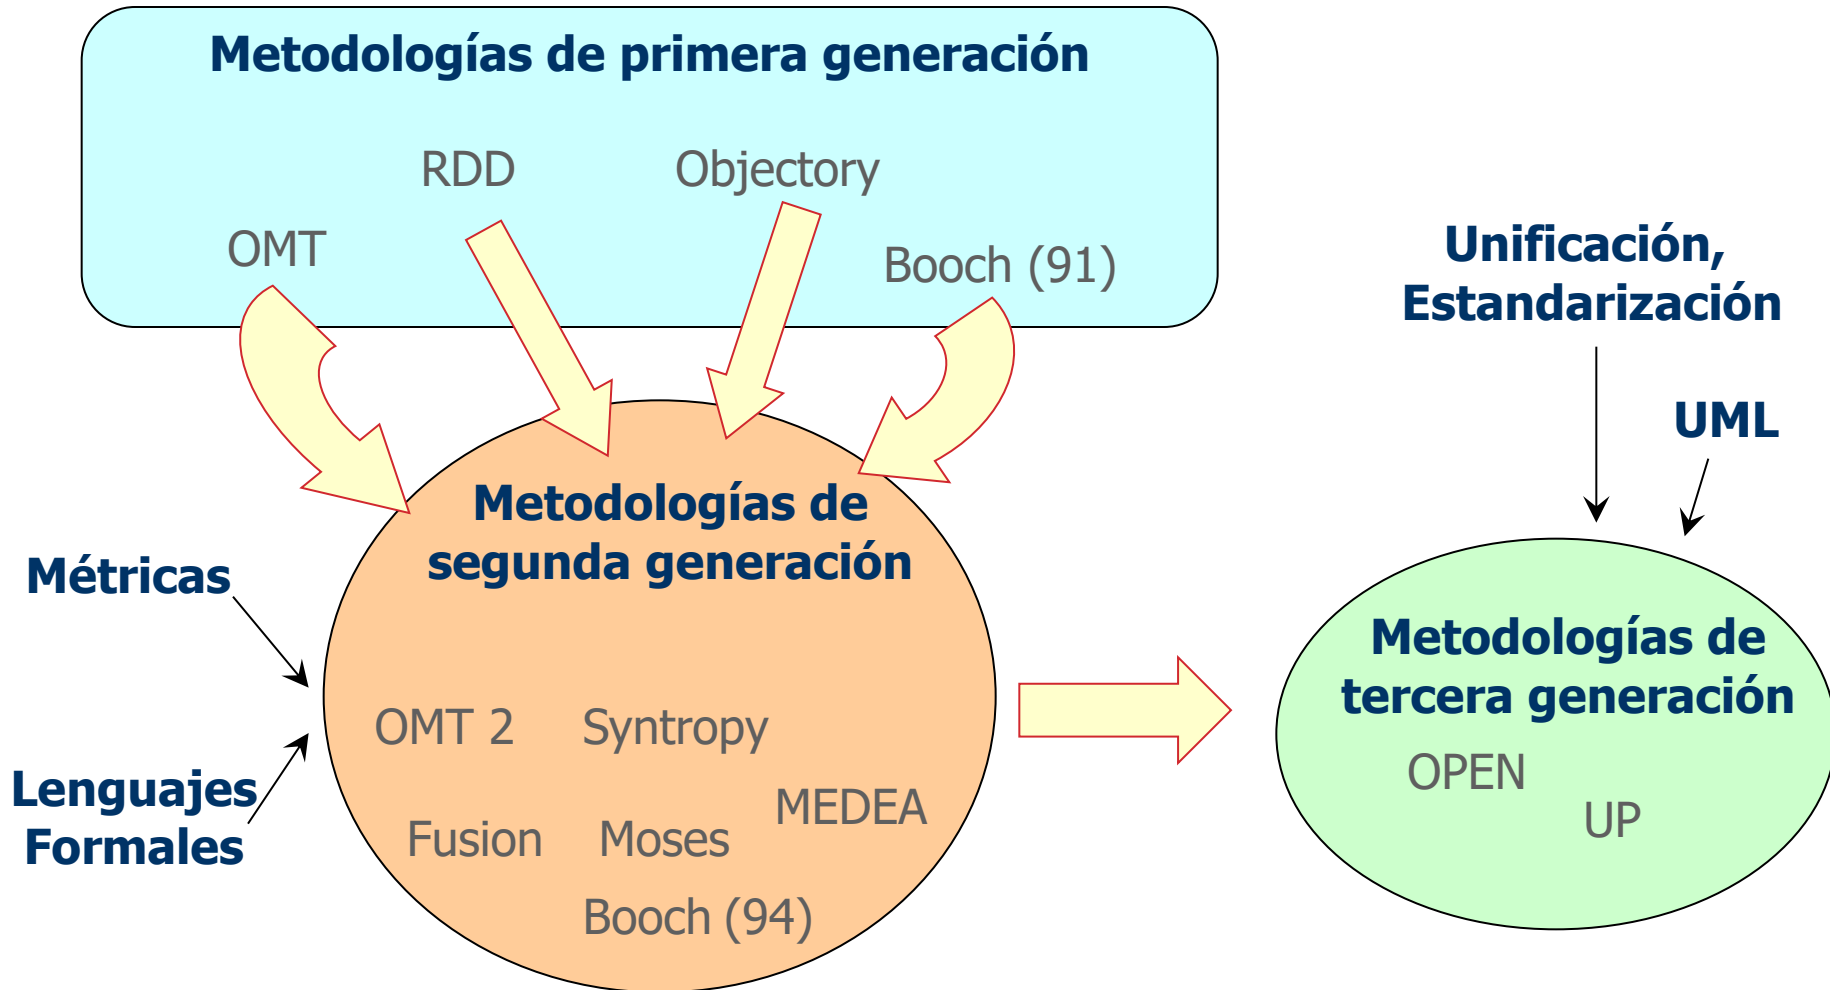 Metodologías de primera generación
RDD
Objectory
OMT
Booch (91)
Unificación,
Estandarización
UML
Metodologías de
segunda generación
Métricas
Lenguajes
Formales
OMT 2
Syntropy
MEDEA
Fusion
Moses
Booch (94)
Metodologías de
tercera generación
OPEN
UP